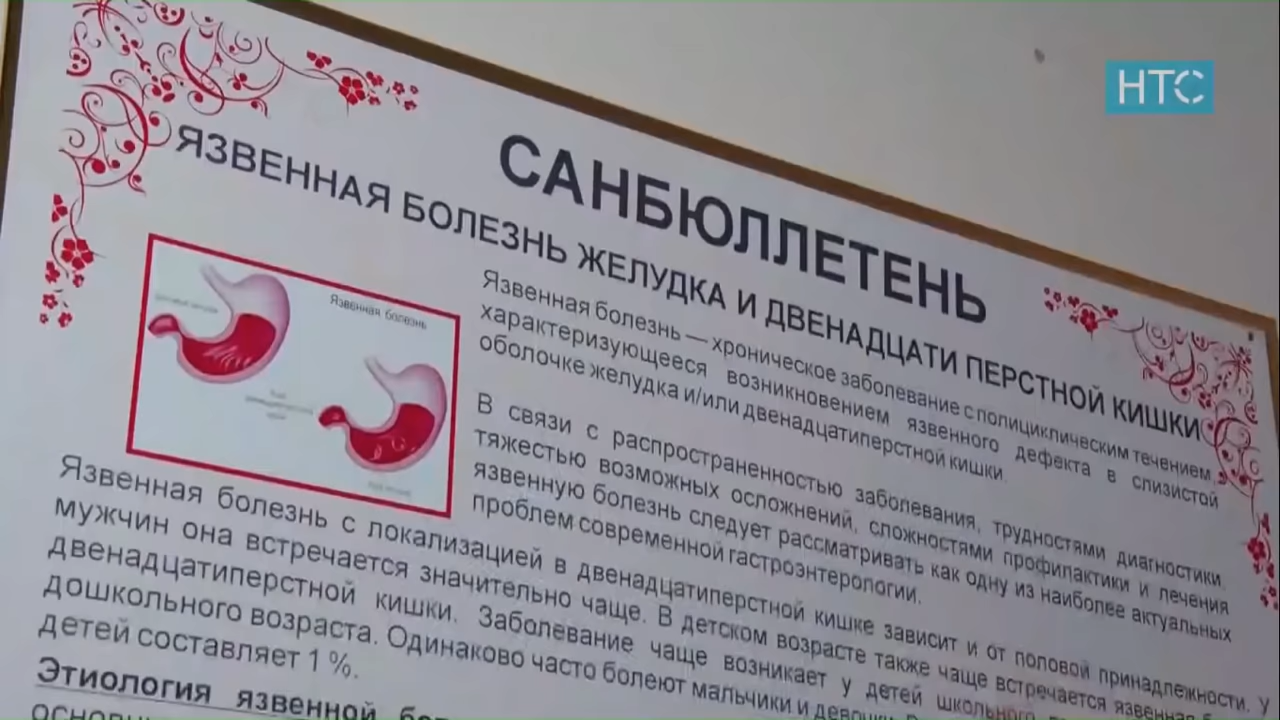 НТС
САНБЮЛЛЕТЕНЬ
ЯЗВЕННАЯ БОЛЕЗНЬ ЖЕЛУДКА И ДВЕНАДЦАТИ ПЕРСТНОЙ КИШКИ
Язвенная болезнь
Язвенная болезнь — хроническое заболевание с полициклическим течением,
характеризующееся возникновением язвенного дефекта в слизистой
оболочке желудка и/или двенадцатиперстной кишки.
В связи с распространенностью заболевания, трудностями диагностики,
тяжестью возможных осложнений, сложностями профилактики и лечения
язвенную болезнь следует рассматривать как одну из наиболее актуальных
проблем современной гастроэнтерологии.
Язвенная болезнь с локализацией в двенадцатиперстной кишке зависит и от половой принадлежности. У
мужчин она встречается значительно чаще. В детском возрасте также чаще встречается язвенная
двенадцатиперстной кишки. Заболевание чаще возникает у детей школьного
дошкольного возраста. Одинаково часто болеют мальчики и девочки.
детей составляет 1 %.
Этиология язвенной